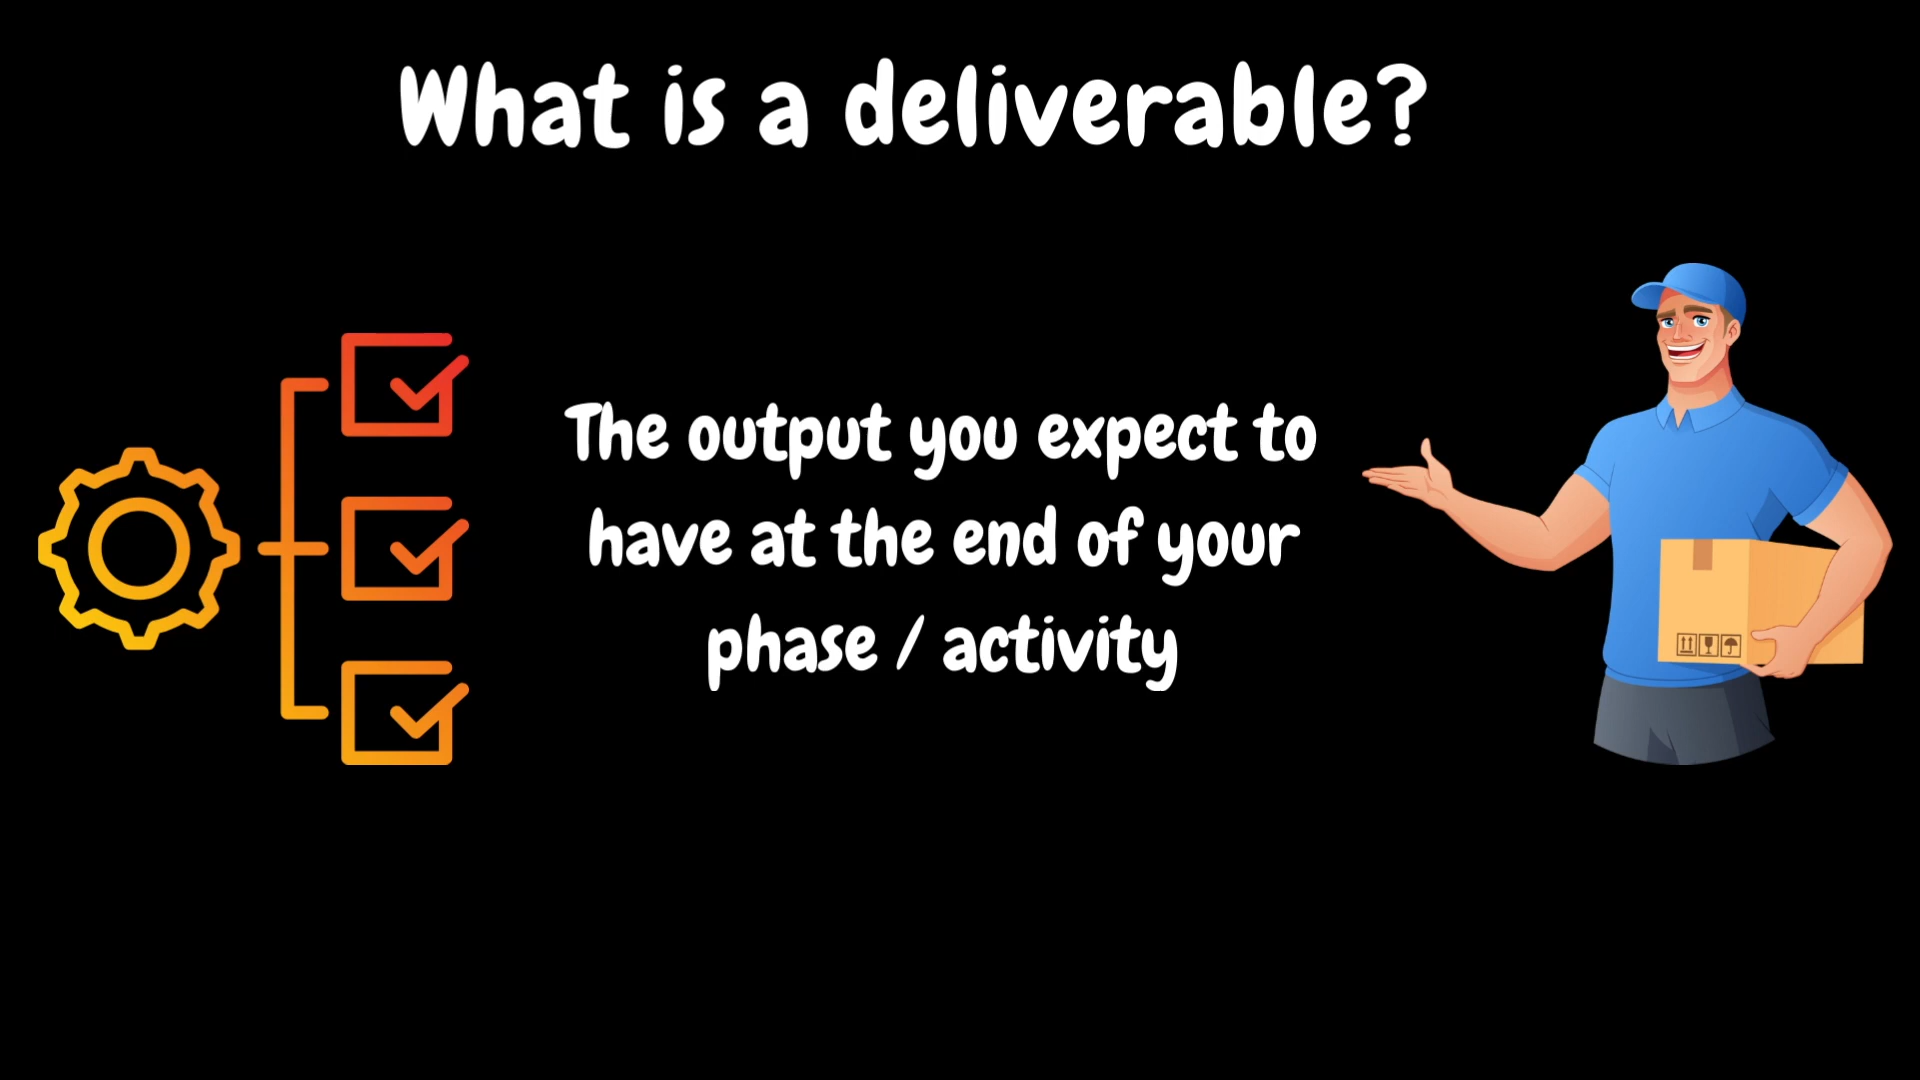 What is a deliverable?
The output you expect to
have at the end of your
phase / activity